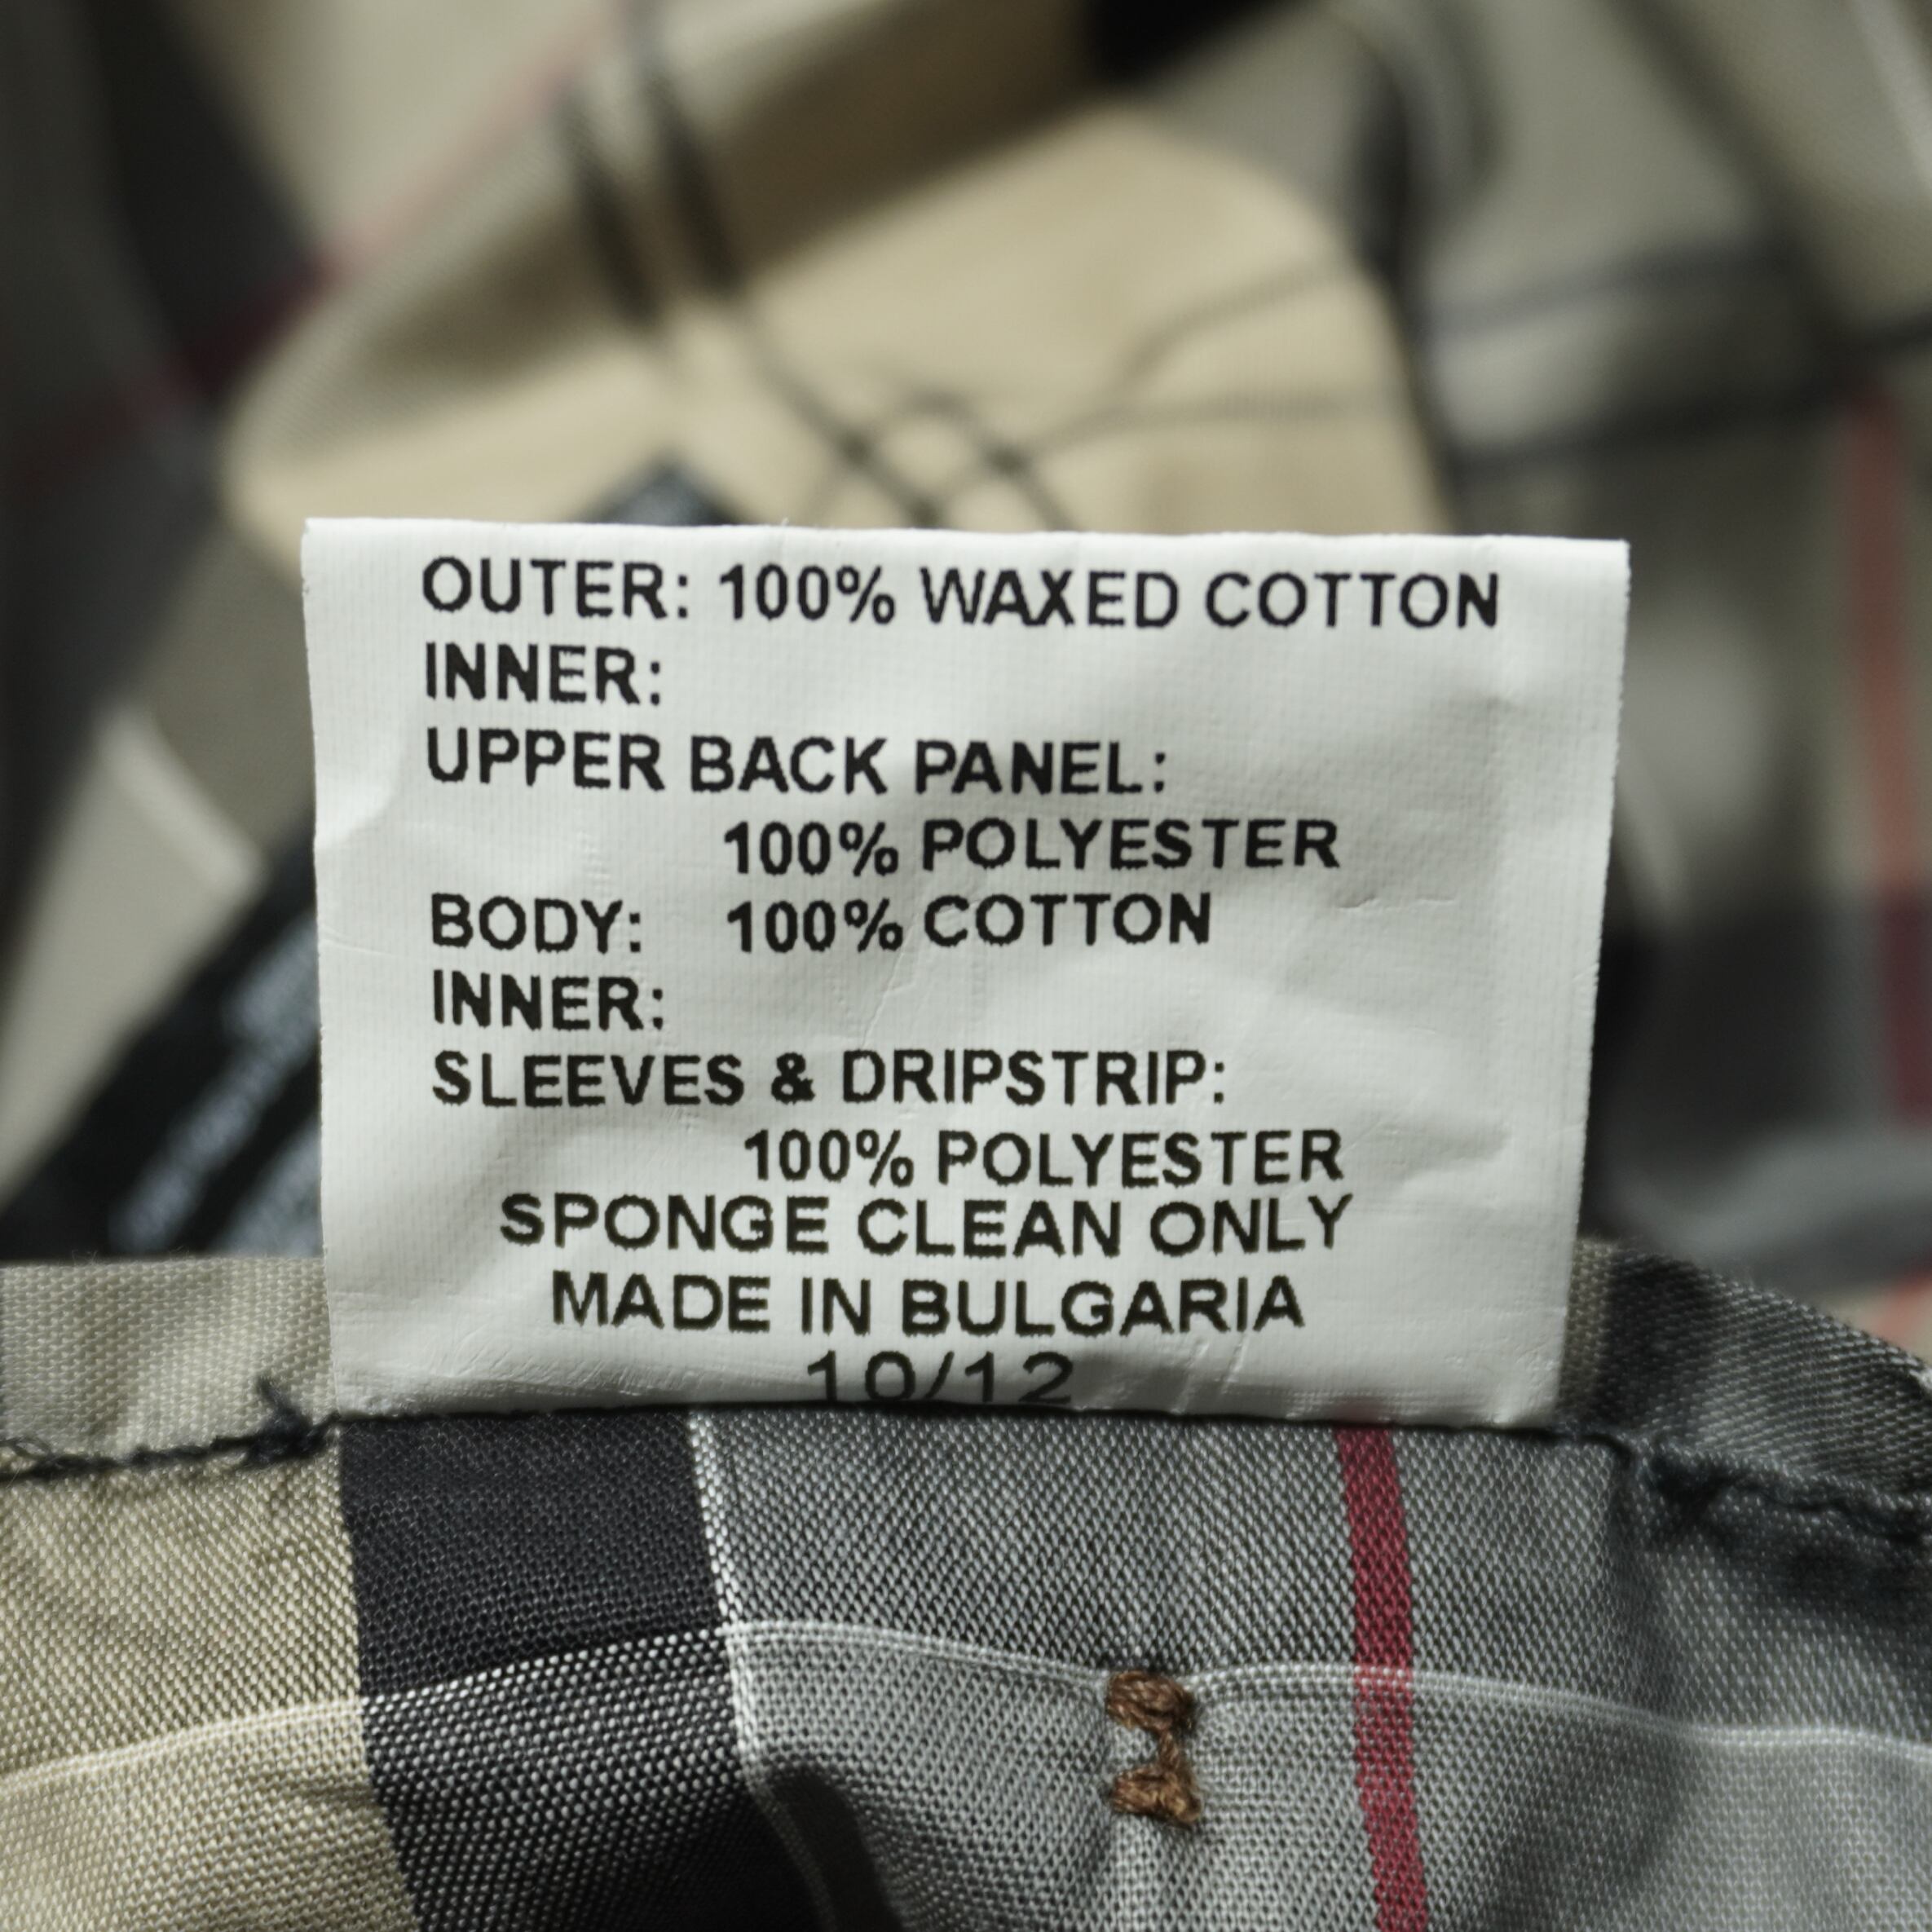 OUTER: 100% WAXED COTTON
INNER:
UPPER BACK PANEL:
100% POLYESTER
BODY: 100% COTTON
INNER:
SLEEVES & DRIPSTRIP:
100% POLYESTER
SPONGE CLEAN ONLY
MADE IN BULGARIA
10/12